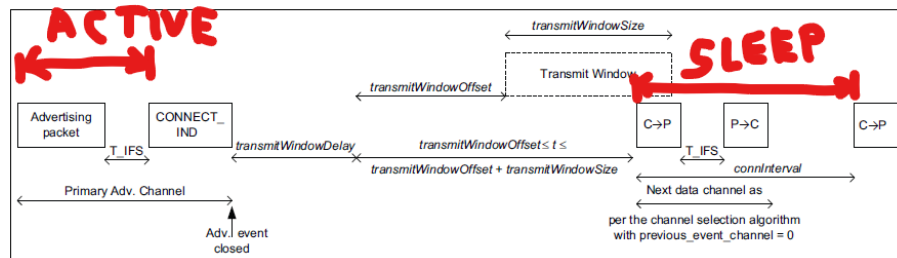 ACTIVE
transmitWindowSize
SLEEP
Transmit Window
transmitWindowOffset
Advertising
packet
CONNECT_
IND
C→P
P→C
C→P
T_IFS
transmitWindowDelay
transmitWindowOffset ≤ t ≤
transmitWindowOffset + transmitWindowSize
T_IFS
connInterval
Primary Adv. Channel
Next data channel as
per the channel selection algorithm
with previous_event_channel = 0
Adv. event
closed